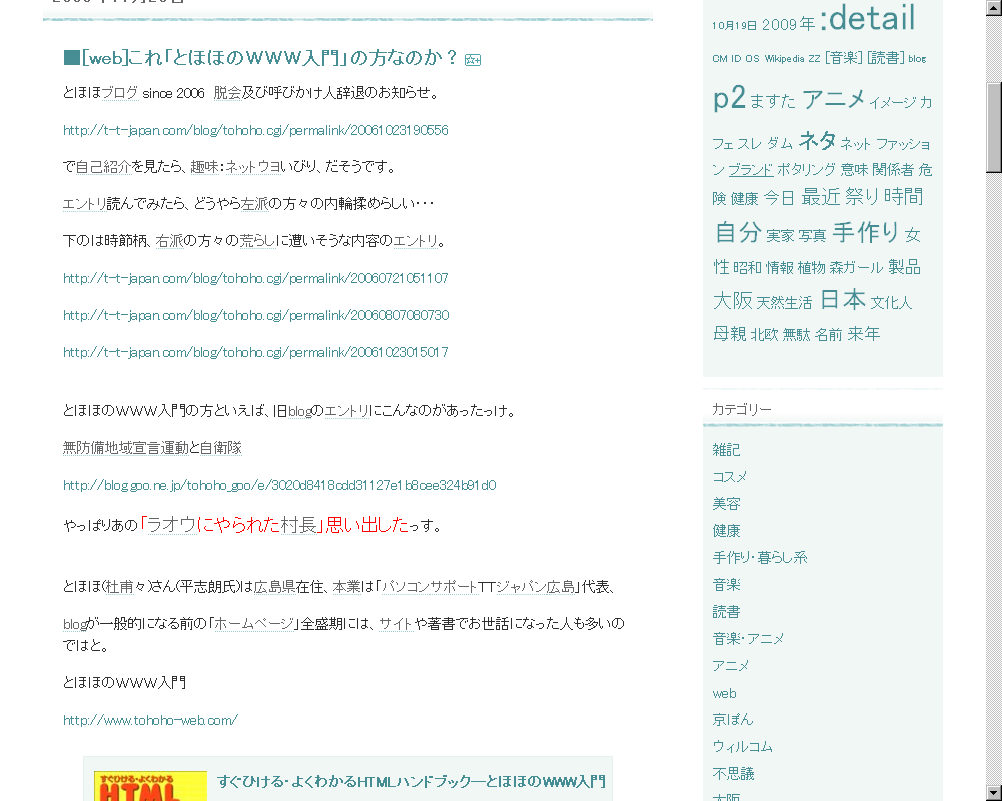 ■[web]これ「とほほのWWW入門」の方なのか？
とほほブログ since 2006　脱会及び呼びかけ人辞退のお知らせ。
http://t-t-japan.com/blog/tohoho.cgi/permalink/20061023190556
で自己紹介を見たら、趣味：ネットウヨいびり、だそうです。
エントリ読んでみたら、どうやら左派の方々の内輪揉めらしい・・・
下のは時節柄、右派の方々の荒らしに遭いそうな内容のエントリ。
http://t-t-japan.com/blog/tohoho.cgi/permalink/20060721051107
http://t-t-japan.com/blog/tohoho.cgi/permalink/20060807080730
http://t-t-japan.com/blog/tohoho.cgi/permalink/20061023015017
とほほのWWW入門の方といえば、旧blogのエントリにこんなのがあったっけ。
無防備地域宣言運動と自衛隊
http://blog.goo.ne.jp/tohoho_goo/e/3020d8418cdd31127e1b8cee324b91d0
やっぱりあの「ラオウにやられた村長」思い出したっす。
とほほ(杜甫々)さん(平志朗氏)は広島県在住、本業は「パソコンサポートTTジャパン広島」代表、
blogが一般的になる前の「ホームページ」全盛期には、サイトや著書でお世話になった人も多いの
ではと。
とほほのWWW入門
http://www.tohoho-web.com/
すぐひける・よくわかる
HTML
すぐひける・よくわかるHTMLハンドブック―とほほのWWW入門
10月19日 2009年 :detail
CM ID OS Wikipedia ZZ [音楽] [読書] blog
p2 ますた アニメ イメージ カ
フェ スレ ダム ネタ ネット ファッショ
ン ブランド ポタリング 意味 関係者 危
険 健康 今日 最近 祭り 時間
自分 実家 写真 手作り 女
性 昭和 情報 植物 森ガール 製品
大阪 天然生活 日本 文化人
母親 北欧 無駄 名前 来年
カテゴリー
雑記
コスメ
美容
健康
手作り・暮らし系
音楽
読書
音楽・アニメ
アニメ
web
京ぽん
ウィルコム
不思議
大阪